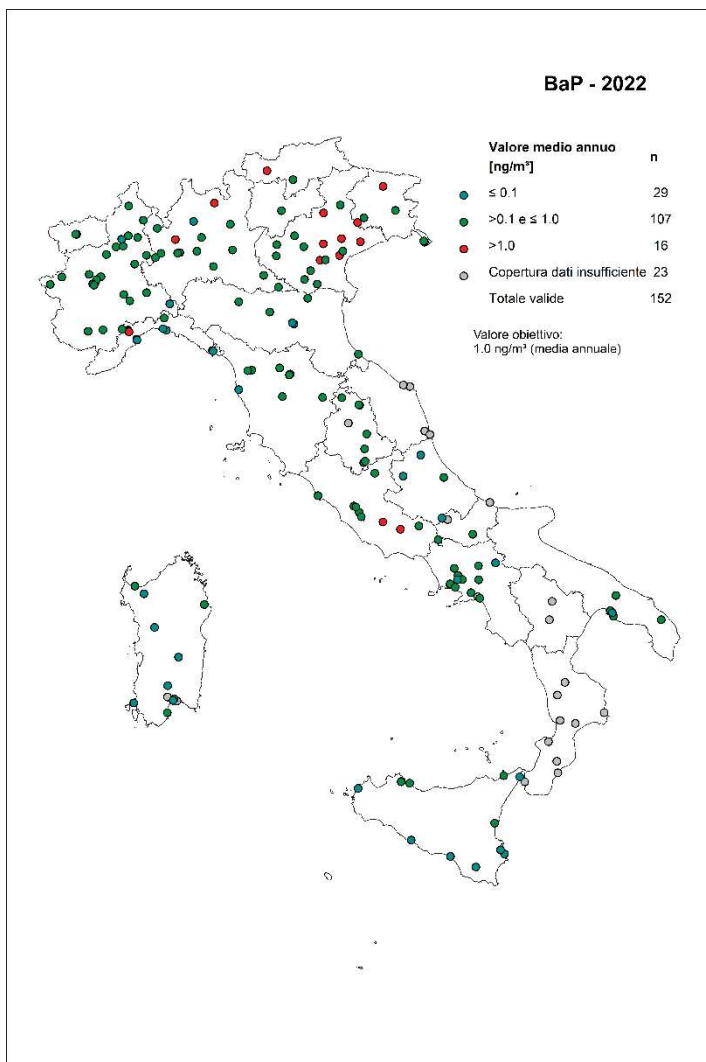 BaP - 2022
Valore medio annuo n
[ng/m³]
≤ 0.1 29
>0.1 e ≤ 1.0 107
>1.0 16
Copertura dati insufficiente 23
Totale valide 152
Valore obiettivo:
1.0 ng/m³ (media annuale)